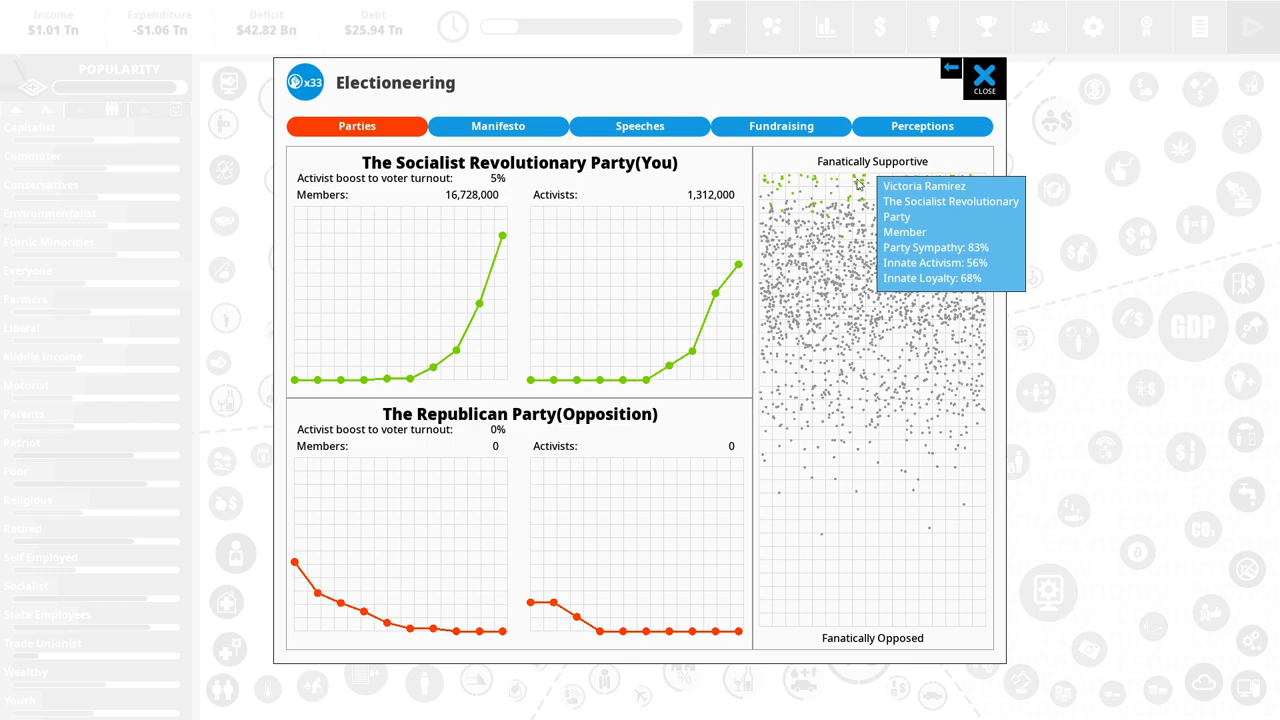 Income
Expenditure
Deficit
Debt
$1.01 Tn
-$1.06 Tn
$42.82 Bn
$25.94 Tn
POPULARITY
Capitalist
Commuter
Conservatives
Environmentalist
Ethnic Minorities
Everyone
Farmers
Liberal
Middle Income
Motorist
Parents
Patriot
Poor
Religious
Retired
Self Employed
Socialist
State Employees
Trade Unionist
Wealthy
Youth
x33
Electioneering
CLOSE
Parties
Manifesto
Speeches
Fundraising
Perceptions
The Socialist Revolutionary Party(You)
Activist boost to voter turnout: 5%
Members: 16,728,000
Activists: 1,312,000
The Republican Party(Opposition)
Activist boost to voter turnout: 0%
Members: 0
Activists: 0
Fanatically Supportive
Victoria Ramirez
The Socialist Revolutionary
Party
Member
Party Sympathy: 83%
Innate Activism: 56%
Innate Loyalty: 68%
Fanatically Opposed
GDP
CO₂